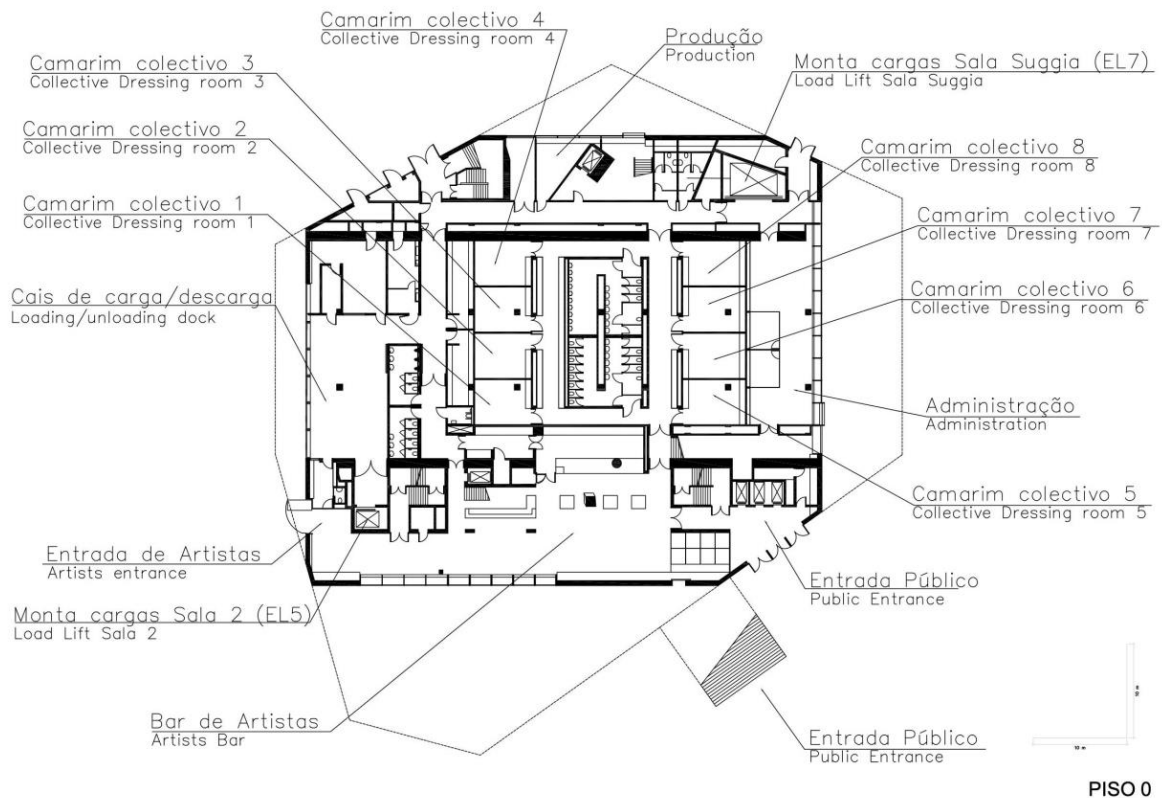 Camarim colectivo 4
Collective Dressing room 4
Produção
Production
Camarim colectivo 3
Collective Dressing room 3
Monta cargas Sala Suggia (EL7)
Load Lift Sala Suggia
Camarim colectivo 2
Collective Dressing room 2
Camarim colectivo 8
Collective Dressing room 8
Camarim colectivo 1
Collective Dressing room 1
Camarim colectivo 7
Collective Dressing room 7
Cais de carga/descarga
Loading/unloading dock
Camarim colectivo 6
Collective Dressing room 6
Administração
Administration
Camarim colectivo 5
Collective Dressing room 5
Entrada de Artistas
Artists entrance
Entrada Público
Public Entrance
Monta cargas Sala 2 (EL5)
Load Lift Sala 2
Bar de Artistas
Artists Bar
Entrada Público
Public Entrance
10 m
10 m
PISO 0